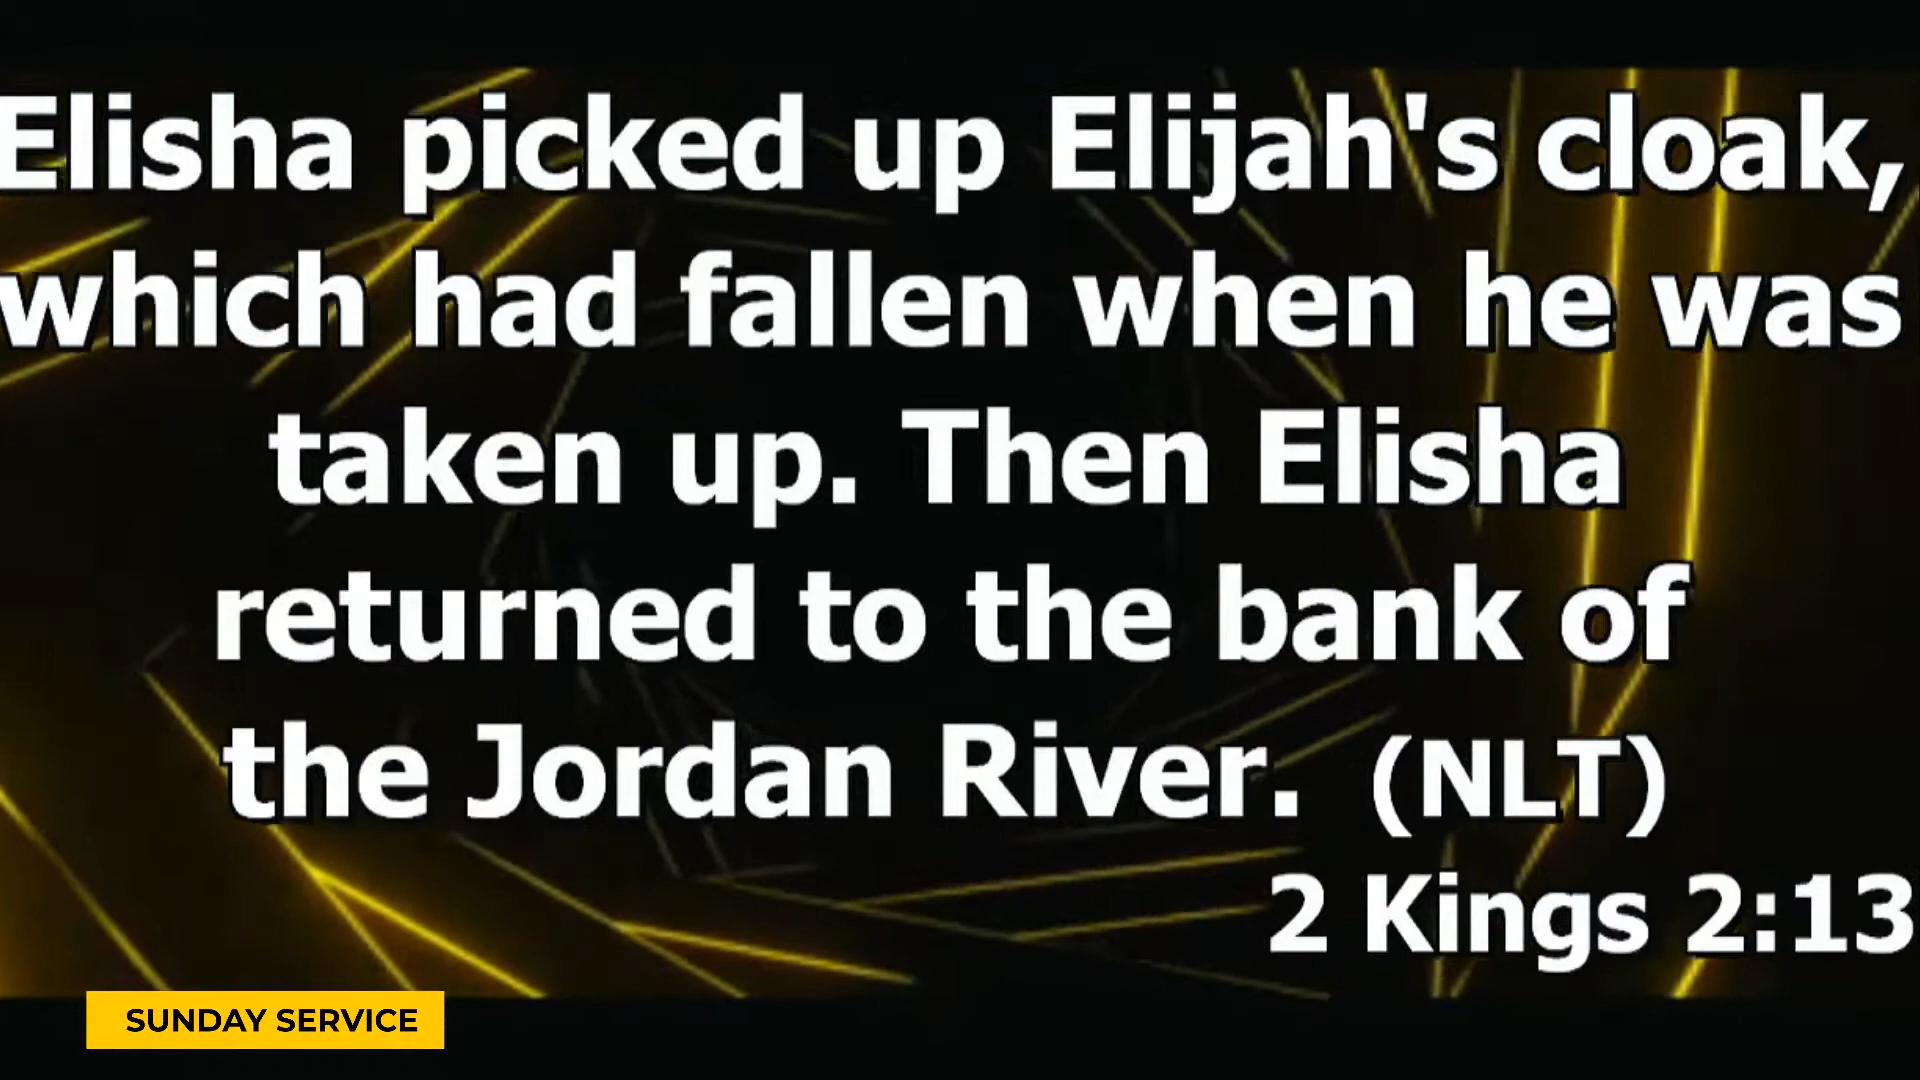 Elisha picked up Elijah's cloak,
which had fallen when he was
taken up. Then Elisha
returned to the bank of
the Jordan River. (NLT)
2 Kings 2:13
SUNDAY SERVICE